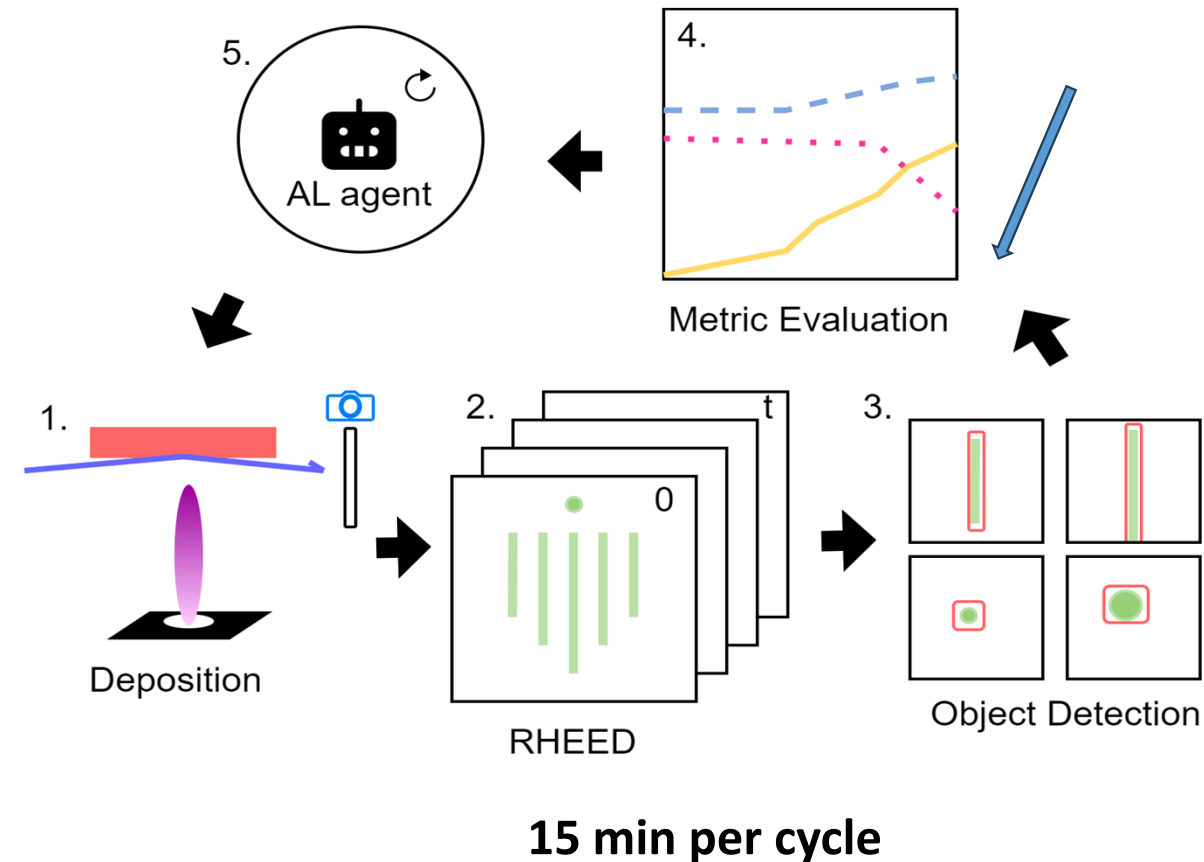 5.
AL agent
4.
Metric Evaluation
1.
Deposition
2.
t
0
RHEED
3.
Object Detection
15 min per cycle